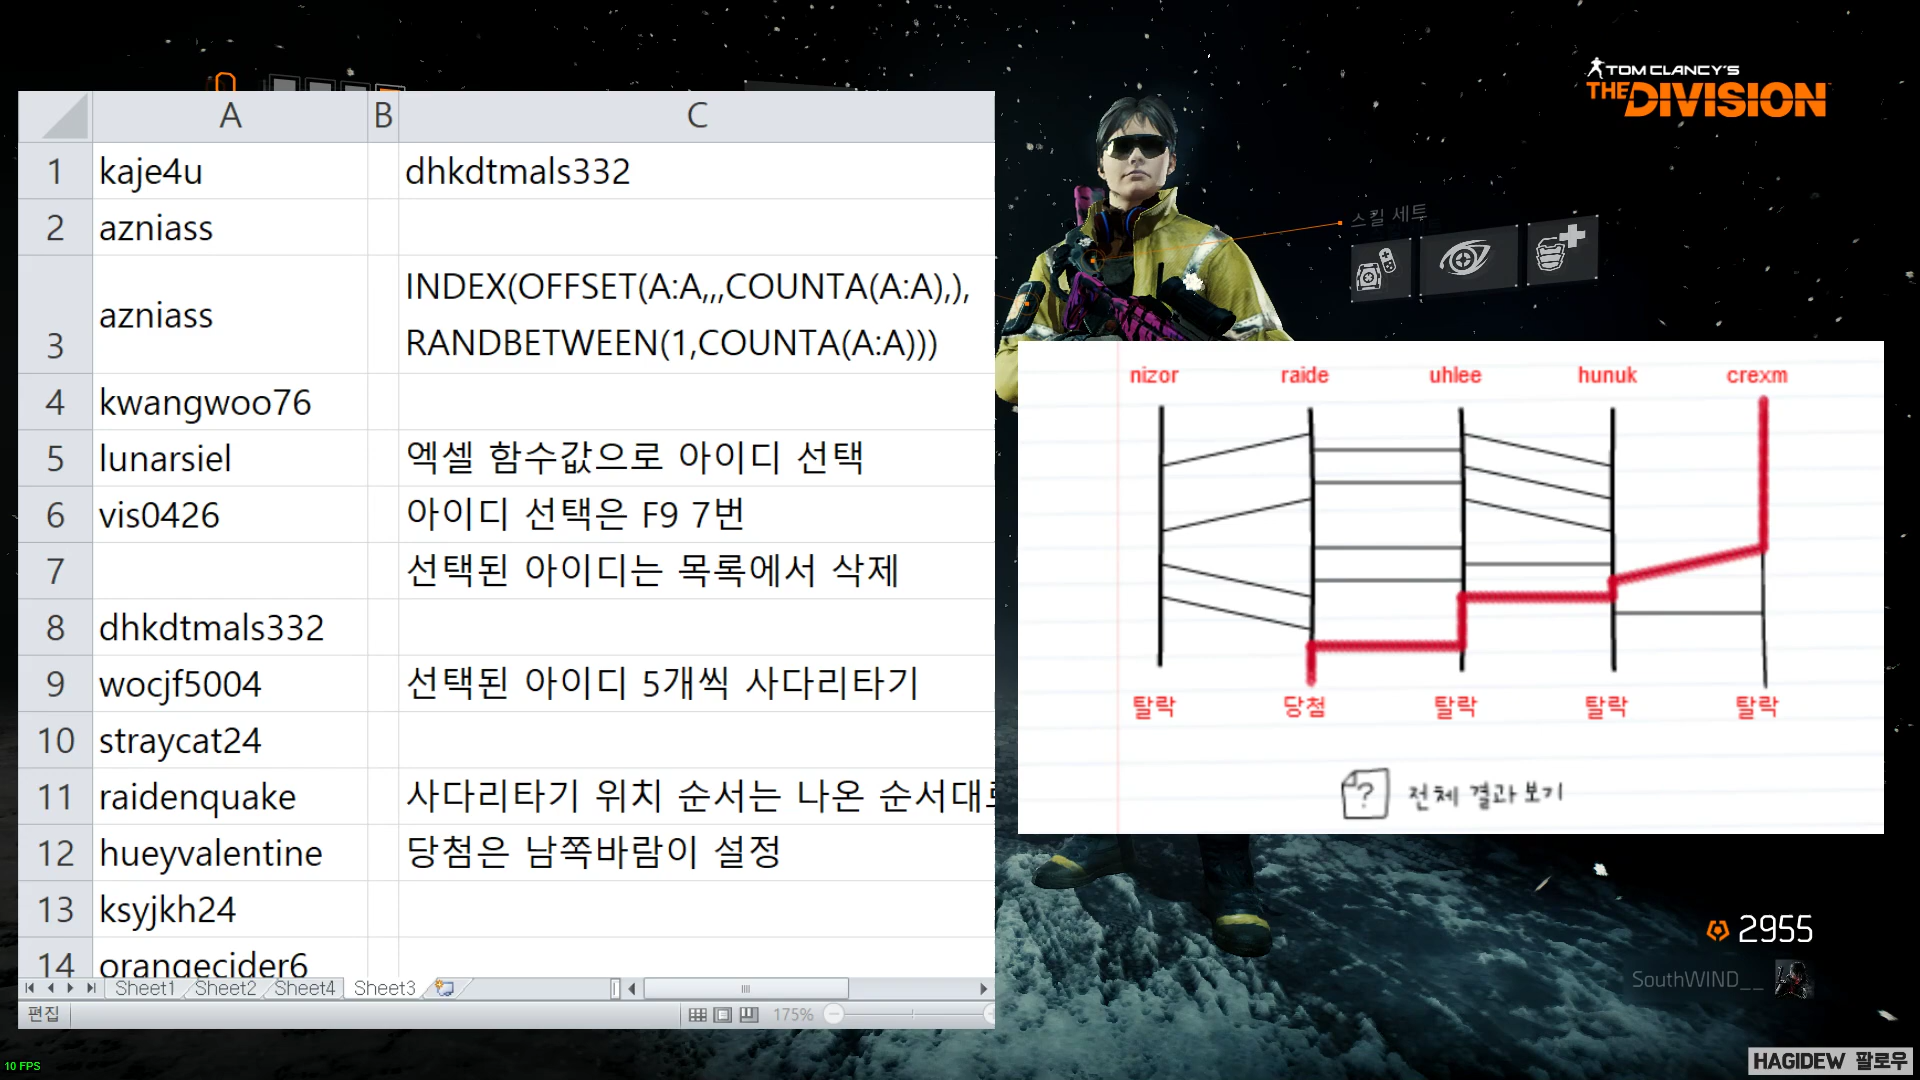 TOM CLANCY'S
THE DIVISION
A B C
1 kaje4u dhkdtmals332
2 azniass
3 azniass INDEX(OFFSET(A:A,,,COUNTA(A:A),),
RANDBETWEEN(1,COUNTA(A:A)))
4 kwangwoo76
5 lunarsiel 엑셀 함수값으로 아이디 선택
6 vis0426 아이디 선택은 F9 7번
7 선택된 아이디는 목록에서 삭제
8 dhkdtmals332
9 wocjf5004 선택된 아이디 5개씩 사다리타기
10 straycat24
11 raidenquake 사다리타기 위치 순서는 나온 순서대로
12 hueyvalentine 당첨은 남쪽바람이 설정
13 ksyjkh24
14 orangecider6
Sheet1 Sheet2 Sheet4 Sheet3
편집 175%
스킬 세트
nizor raide uhlee hunuk crexm
탈락 당첨 탈락 탈락 탈락
전체 결과 보기
2955
SouthWIND__
10 FPS
HAGIDEW 팔로우